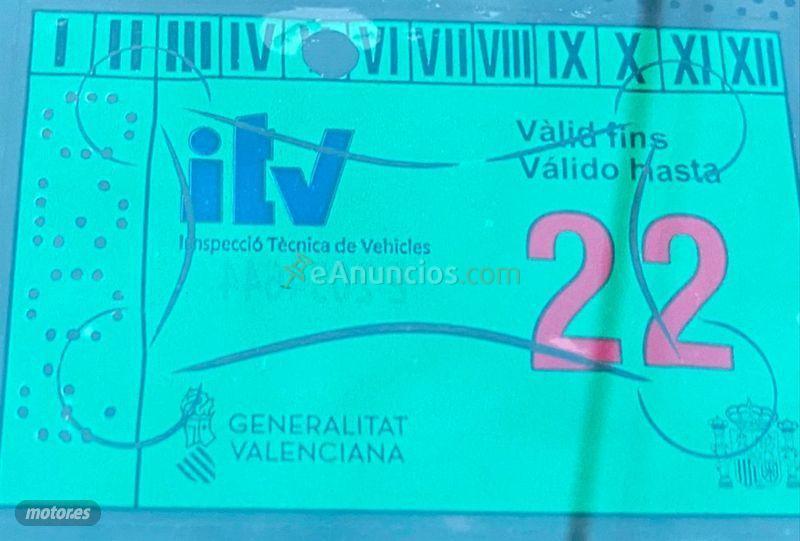 I II III IV VI VII VIII IX X XI XII
itv
Inspecció Tècnica de Vehicles
Vàlid fins
Válido hasta
22
eAnuncios.com
GENERALITAT
VALENCIANA
motor.es